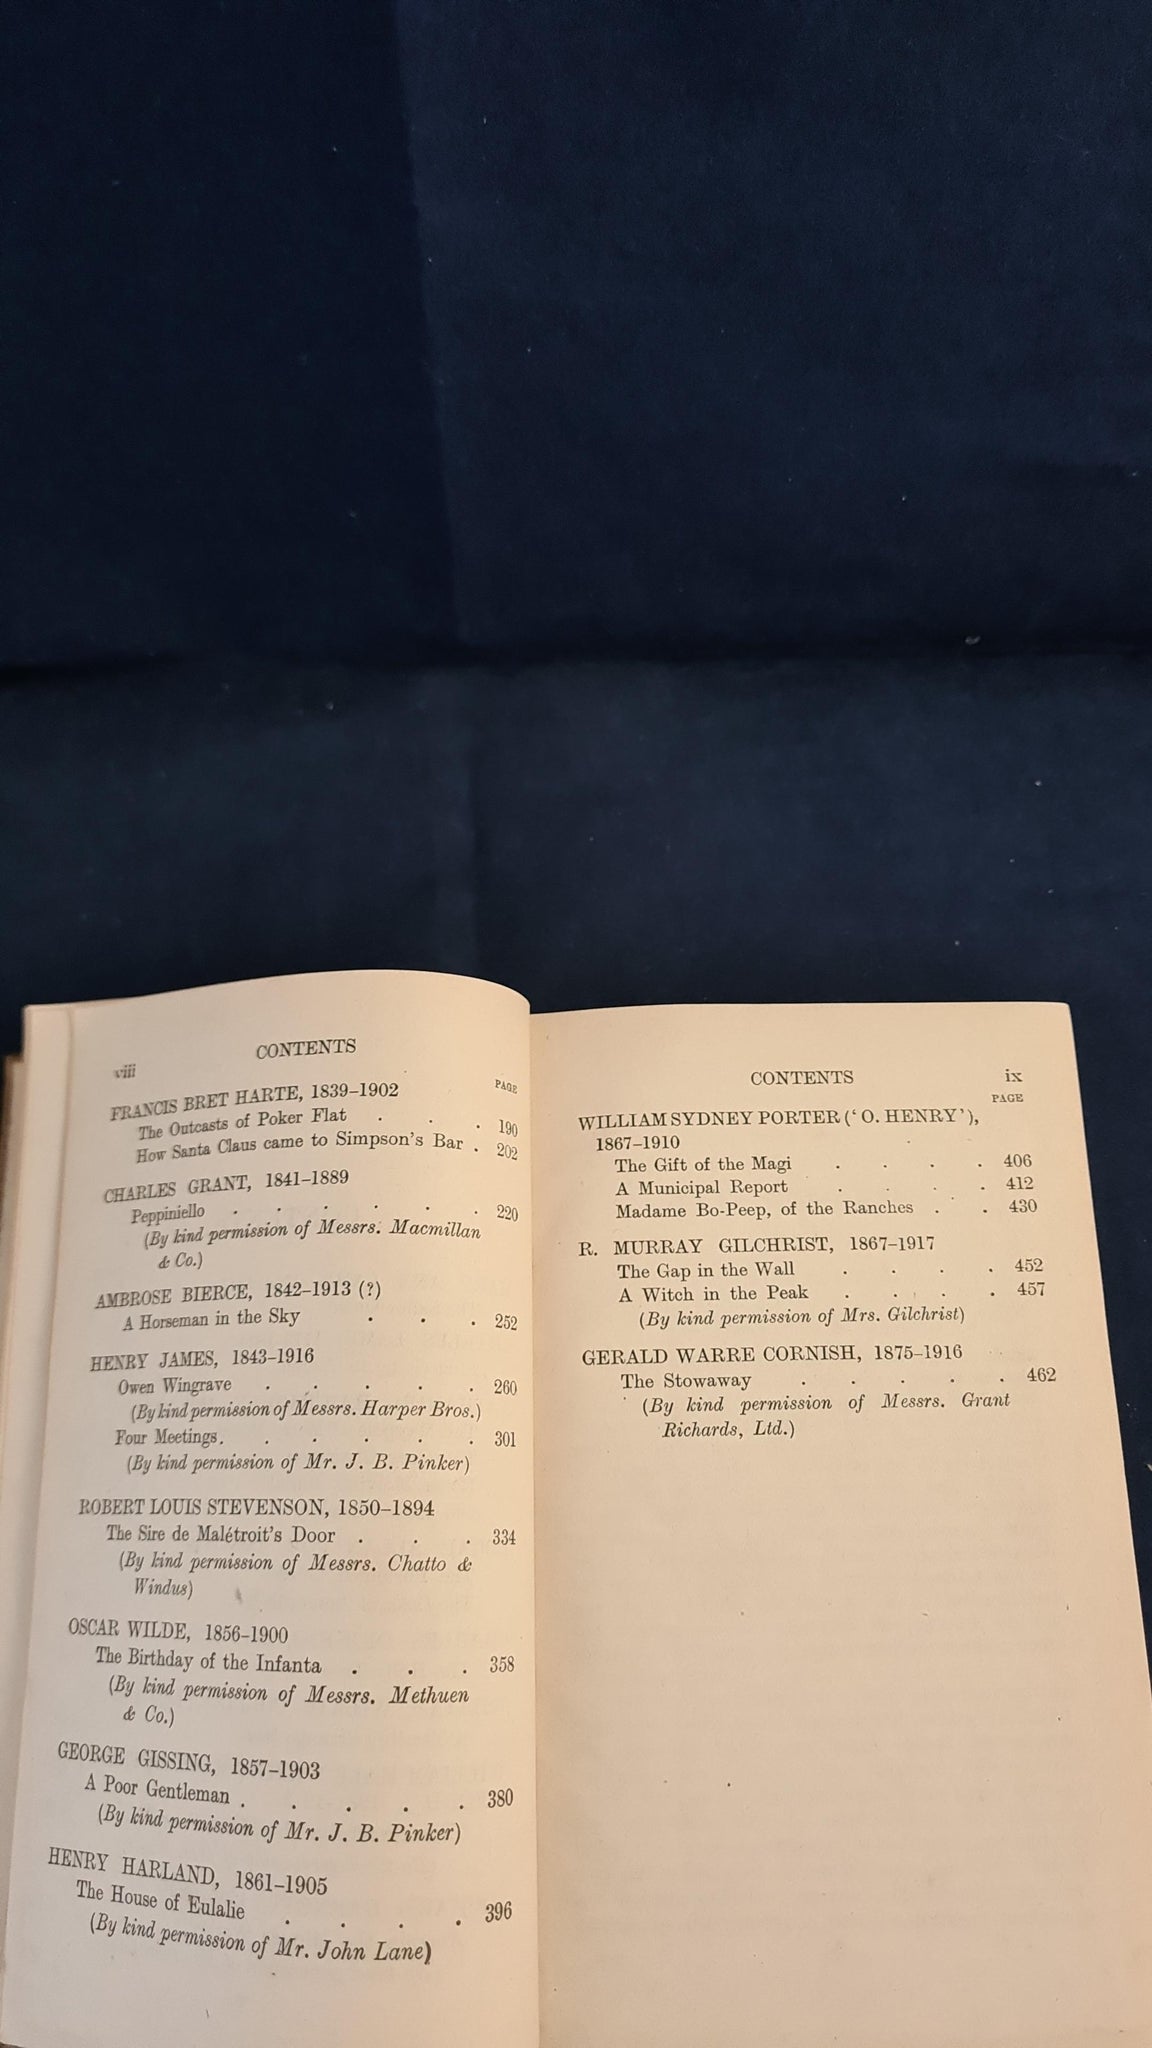 viii
CONTENTS
PAGE
FRANCIS BRET HARTE, 1839–1902
The Outcasts of Poker Flat . . . 190
How Santa Claus came to Simpson's Bar . 202
CHARLES GRANT, 1841–1889
Peppiniello . . . . . . 220
(By kind permission of Messrs. Macmillan
& Co.)
AMBROSE BIERCE, 1842–1913 (?)
A Horseman in the Sky . . . 252
HENRY JAMES, 1843–1916
Owen Wingrave . . . . . 260
(By kind permission of Messrs. Harper Bros.)
Four Meetings . . . . . . 301
(By kind permission of Mr. J. B. Pinker)
ROBERT LOUIS STEVENSON, 1850–1894
The Sire de Malétroit's Door . . . 334
(By kind permission of Messrs. Chatto &
Windus)
OSCAR WILDE, 1856–1900
The Birthday of the Infanta . . . 358
(By kind permission of Messrs. Methuen
& Co.)
GEORGE GISSING, 1857–1903
A Poor Gentleman . . . . . 380
(By kind permission of Mr. J. B. Pinker)
HENRY HARLAND, 1861–1905
The House of Eulalie . . . . 396
(By kind permission of Mr. John Lane)
CONTENTS
ix
PAGE
WILLIAM SYDNEY PORTER (' O. HENRY '),
1867–1910
The Gift of the Magi . . . . 406
A Municipal Report . . . . 412
Madame Bo-Peep, of the Ranches . . 430
R. MURRAY GILCHRIST, 1867–1917
The Gap in the Wall . . . . 452
A Witch in the Peak . . . . 457
(By kind permission of Mrs. Gilchrist)
GERALD WARRE CORNISH, 1875–1916
The Stowaway . . . . . 462
(By kind permission of Messrs. Grant
Richards, Ltd.)